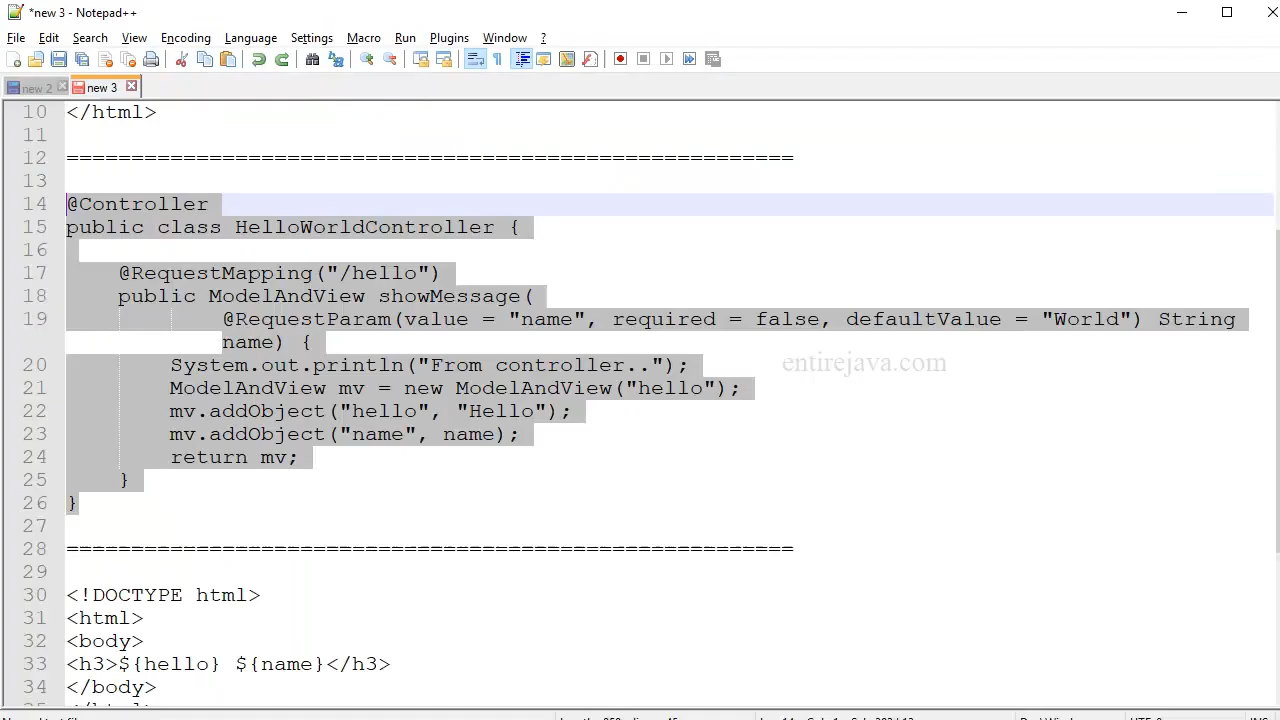 *new 3 - Notepad++
File Edit Search View Encoding Language Settings Macro Run Plugins Window ?
new 2 new 3
10 </html>
11
12 ========================================================
13
14 @Controller
15 public class HelloWorldController {
16
17 @RequestMapping("/hello")
18 public ModelAndView showMessage(
19 @RequestParam(value = "name", required = false, defaultValue = "World") String
name) {
20 System.out.println("From controller..");
entirejava.com
21 ModelAndView mv = new ModelAndView("hello");
22 mv.addObject("hello", "Hello");
23 mv.addObject("name", name);
24 return mv;
25 }
26 }
27
28 ========================================================
29
30 <!DOCTYPE html>
31 <html>
32 <body>
33 <h3>${hello} ${name}</h3>
34 </body>